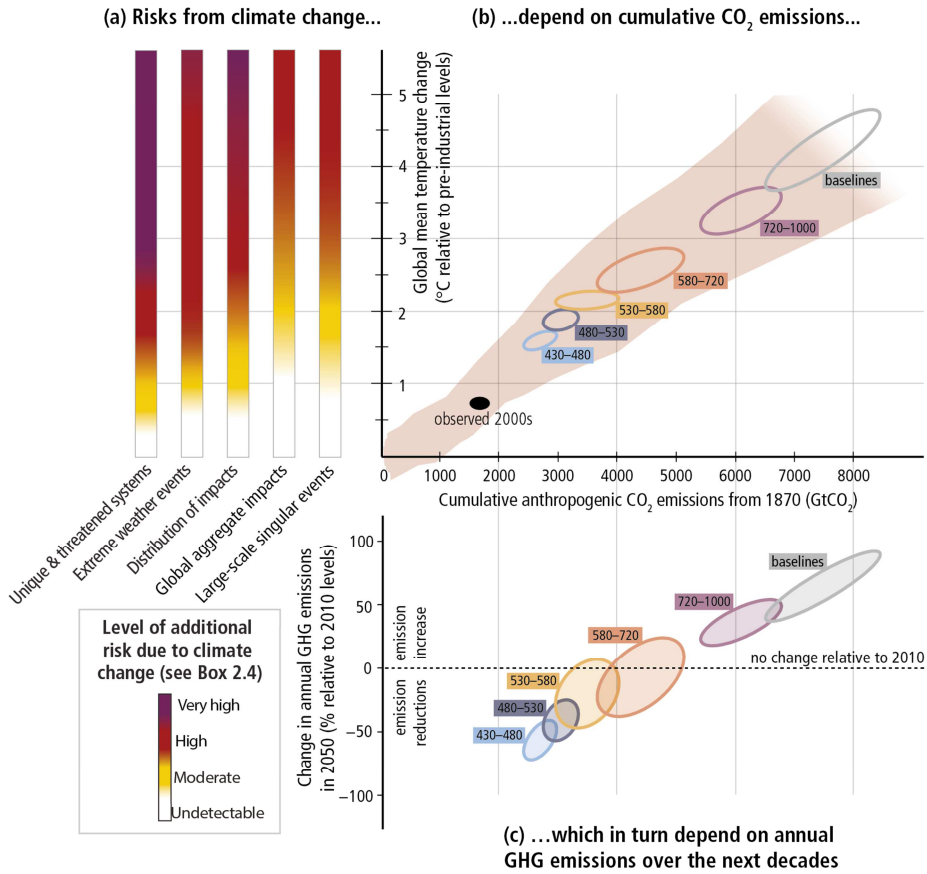 (a) Risks from climate change...
(b) ...depend on cumulative CO₂ emissions...
Global mean temperature change
(°C relative to pre-industrial levels)
5
4
3
2
1
baselines
720–1000
580–720
530–580
480–530
430–480
observed 2000s
0
1000
2000
3000
4000
5000
6000
7000
8000
Cumulative anthropogenic CO₂ emissions from 1870 (GtCO₂)
Unique & threatened systems
Extreme weather events
Distribution of impacts
Global aggregate impacts
Large-scale singular events
Level of additional
risk due to climate
change (see Box 2.4)
Very high
High
Moderate
Undetectable
Change in annual GHG emissions
in 2050 (% relative to 2010 levels)
100
50
0
−50
−100
emission
increase
emission
reductions
baselines
720–1000
580–720
no change relative to 2010
530–580
480–530
430–480
(c) ...which in turn depend on annual
GHG emissions over the next decades